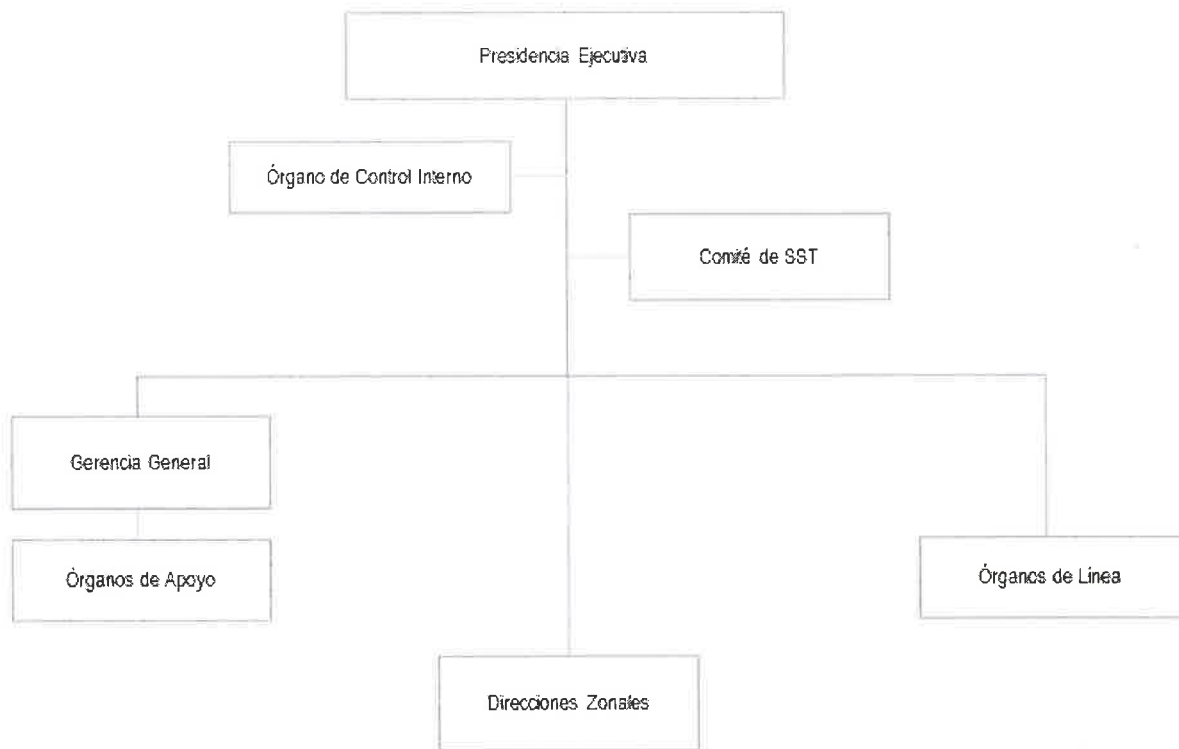 Presidencia Ejecutiva
Órgano de Control Interno
Comité de SST
Gerencia General
Órganos de Apoyo
Órganos de Línea
Direcciones Zonales